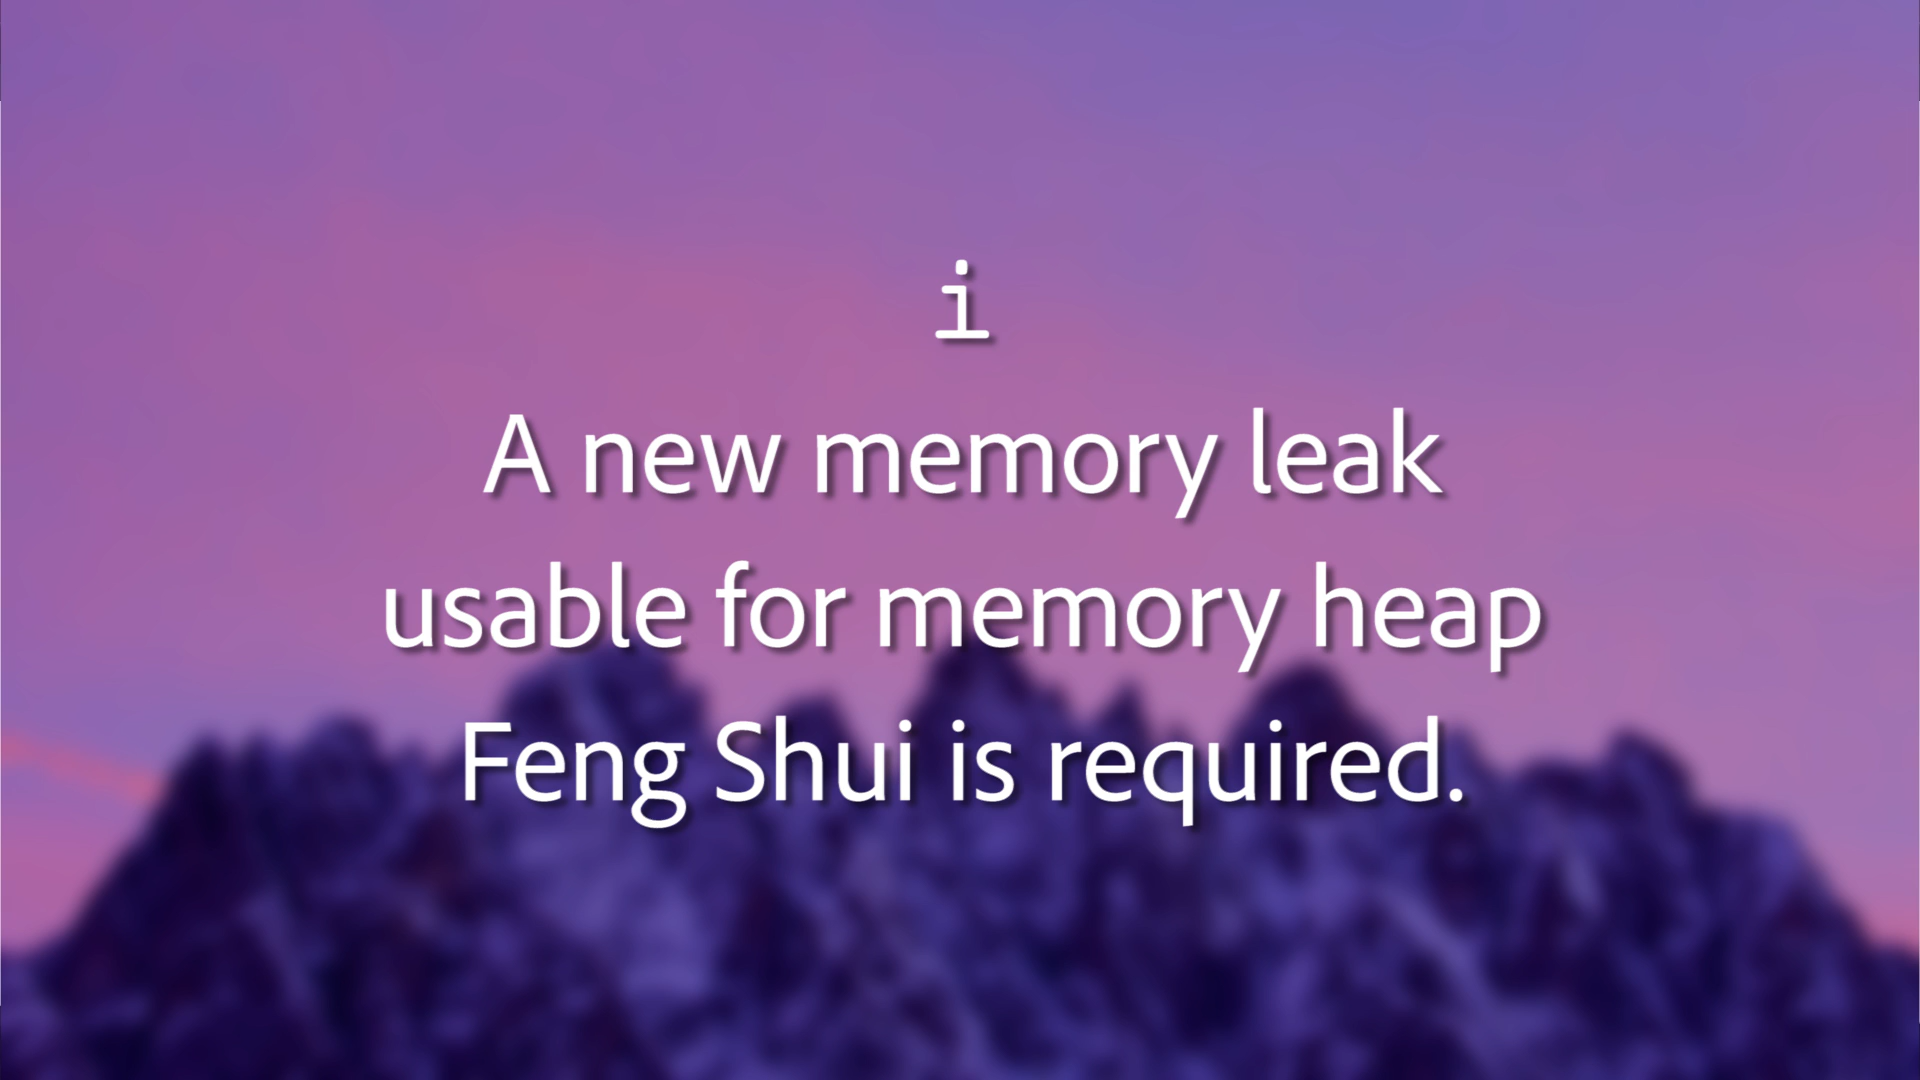 i
A new memory leak
usable for memory heap
Feng Shui is required.